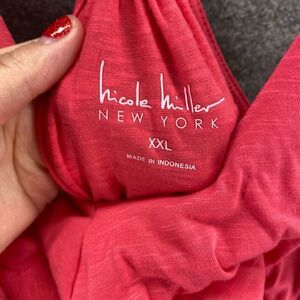 nicole miller
NEW YORK
XXL
MADE IN INDONESIA